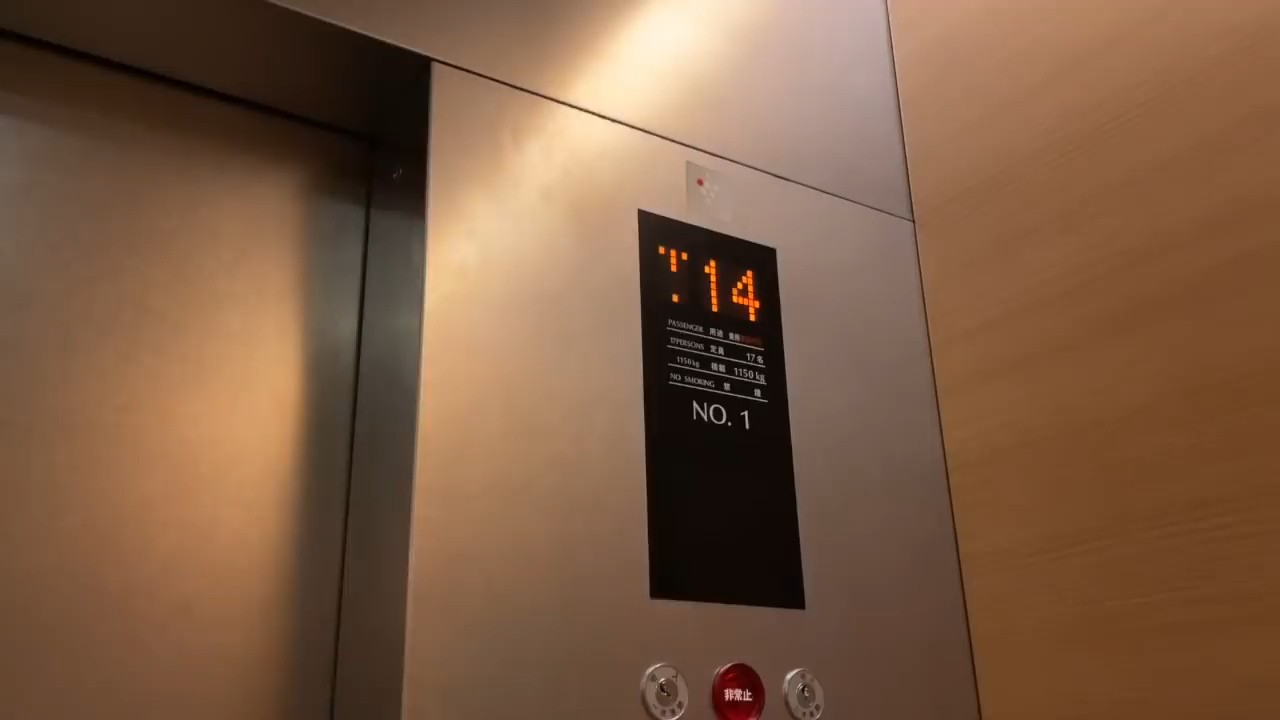 14
PASSENGER 用途 乗用
17PERSONS 定員 17名
1150kg 積載 1150kg
NO SMOKING 禁 煙
NO. 1
非常止